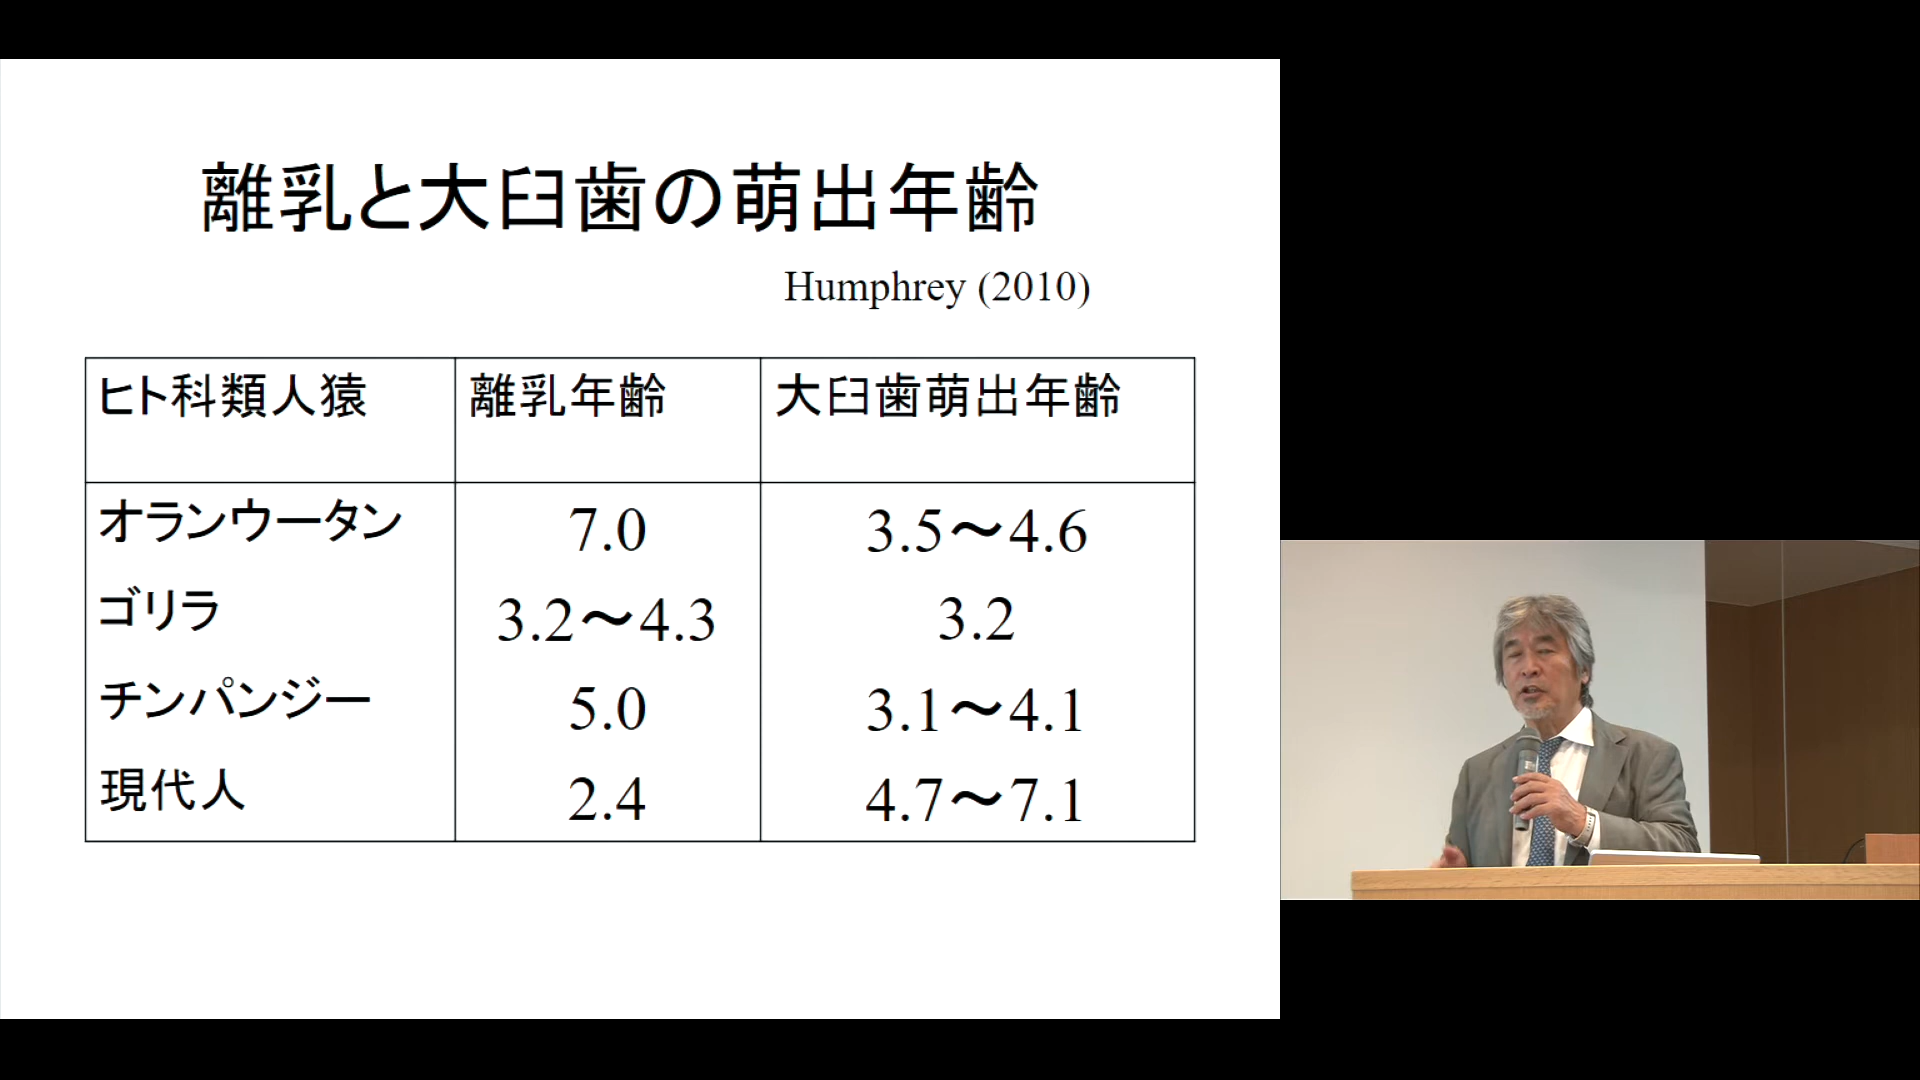 離乳と大臼歯の萌出年齢
Humphrey (2010)
ヒト科類人猿 離乳年齢 大臼歯萌出年齢
オランウータン 7.0 3.5〜4.6
ゴリラ 3.2〜4.3 3.2
チンパンジー 5.0 3.1〜4.1
現代人 2.4 4.7〜7.1